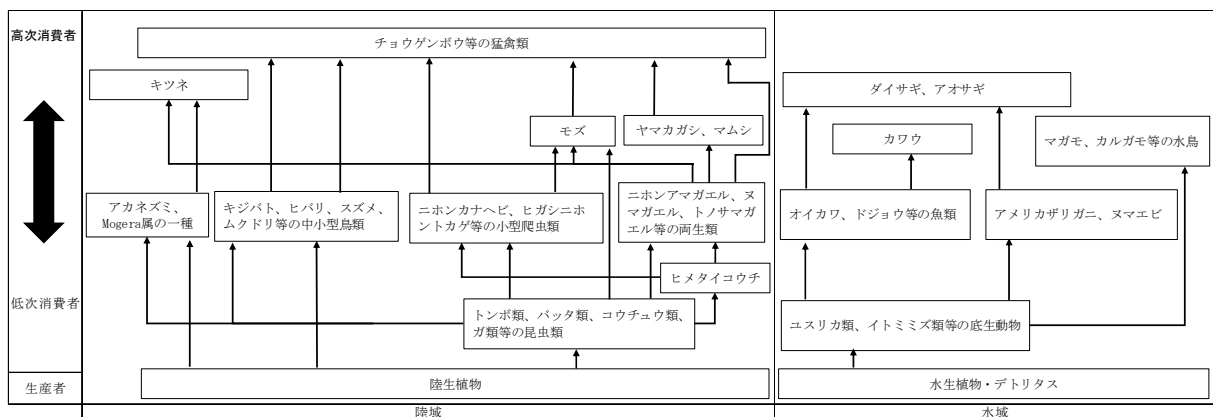 高次消費者
チョウゲンボウ等の猛禽類
キツネ
ダイサギ、アオサギ
モズ
ヤマカガシ、マムシ
カワウ
マガモ、カルガモ等の水鳥
アカネズミ、
Mogera属の一種
キジバト、ヒバリ、スズメ、
ムクドリ等の中小型鳥類
ニホンカナヘビ、ヒガシニホ
ントカゲ等の小型爬虫類
ニホンアマガエル、ヌ
マガエル、トノサマガ
エル等の両生類
オイカワ、ドジョウ等の魚類
アメリカザリガニ、ヌマエビ
ヒメタイコウチ
低次消費者
トンボ類、バッタ類、コウチュウ類、
ガ類等の昆虫類
ユスリカ類、イトミミズ類等の底生動物
生産者
陸生植物
水生植物・デトリタス
陸域
水域